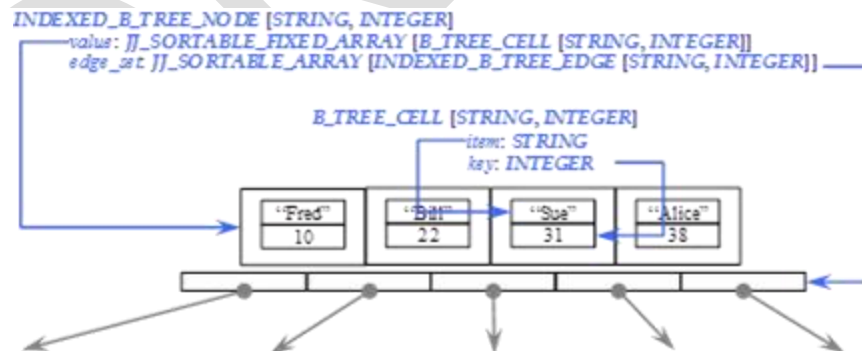 INDEXED_B_TREE_NODE [STRING, INTEGER]
value: JJ_SORTABLE_FIXED_ARRAY [B_TREE_CELL [STRING, INTEGER]]
edge_set: JJ_SORTABLE_ARRAY [INDEXED_B_TREE_EDGE [STRING, INTEGER]]
B_TREE_CELL [STRING, INTEGER]
item: STRING
key: INTEGER
"Fred" "Bill" "Sue" "Alice"
10 22 31 38